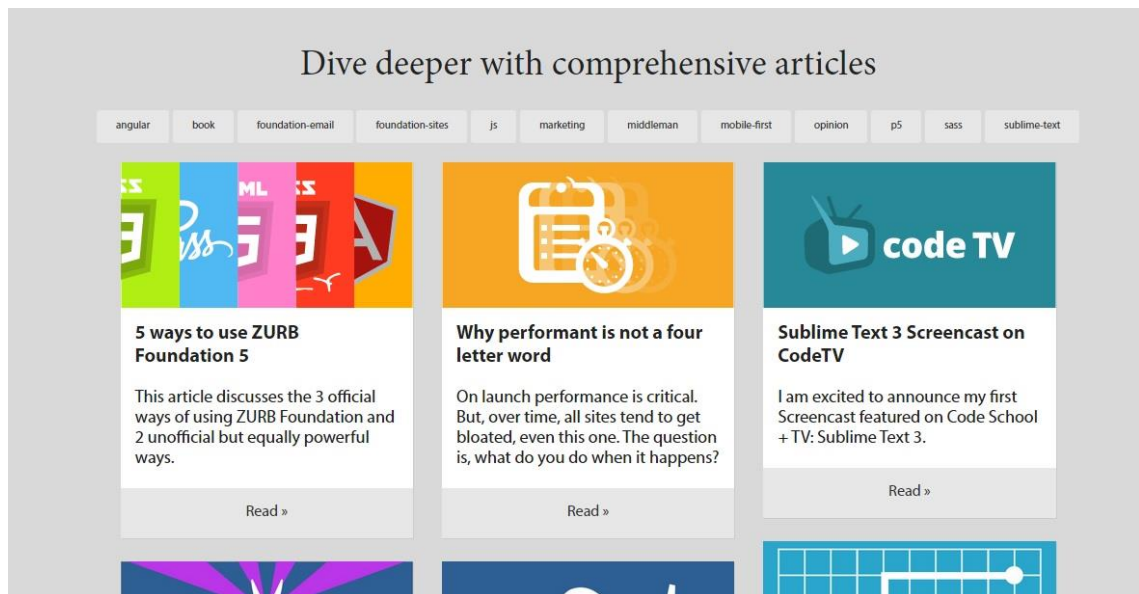 Dive deeper with comprehensive articles
angular book foundation-email foundation-sites js marketing middleman mobile-first opinion p5 sass sublime-text
ML
code TV
5 ways to use ZURB
Foundation 5
This article discusses the 3 official
ways of using ZURB Foundation and
2 unofficial but equally powerful
ways.
Read »
Why performant is not a four
letter word
On launch performance is critical.
But, over time, all sites tend to get
bloated, even this one. The question
is, what do you do when it happens?
Read »
Sublime Text 3 Screencast on
CodeTV
I am excited to announce my first
Screencast featured on Code School
+ TV: Sublime Text 3.
Read »